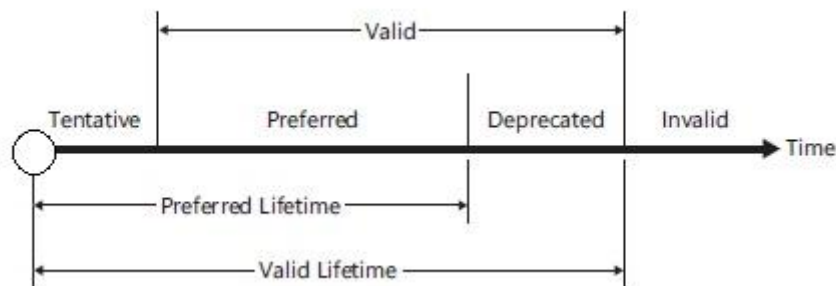 Valid
Tentative Preferred Deprecated Invalid
Time
Preferred Lifetime
Valid Lifetime